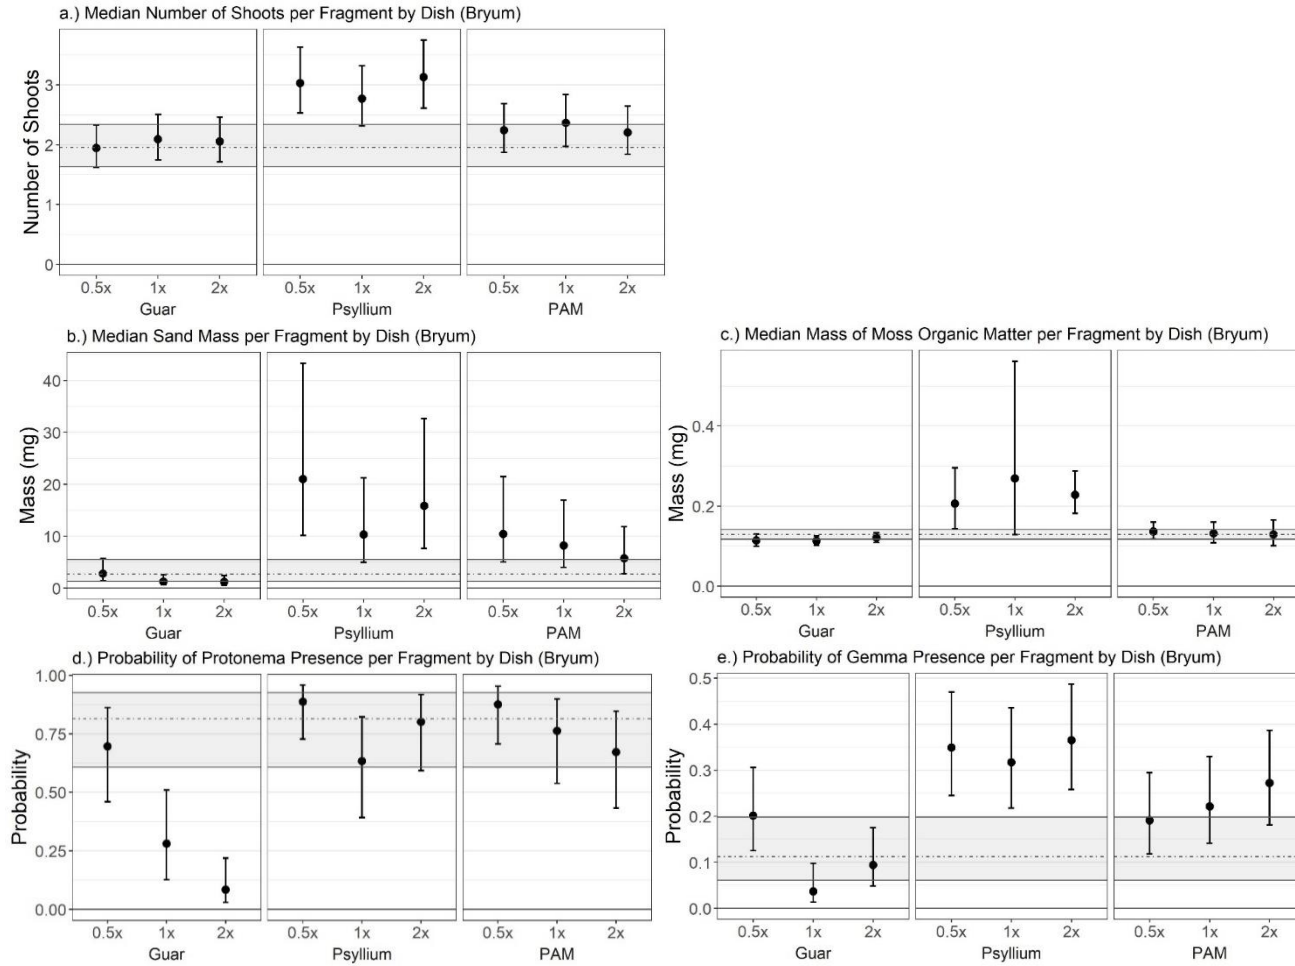 a.) Median Number of Shoots per Fragment by Dish (Bryum)
Number of Shoots
3
2
1
0
0.5x 1x 2x 0.5x 1x 2x 0.5x 1x 2x
Guar Psyllium PAM
b.) Median Sand Mass per Fragment by Dish (Bryum)
Mass (mg)
40
30
20
10
0
0.5x 1x 2x 0.5x 1x 2x 0.5x 1x 2x
Guar Psyllium PAM
c.) Median Mass of Moss Organic Matter per Fragment by Dish (Bryum)
Mass (mg)
0.4
0.2
0.0
0.5x 1x 2x 0.5x 1x 2x 0.5x 1x 2x
Guar Psyllium PAM
d.) Probability of Protonema Presence per Fragment by Dish (Bryum)
Probability
1.00
0.75
0.50
0.25
0.00
0.5x 1x 2x 0.5x 1x 2x 0.5x 1x 2x
Guar Psyllium PAM
e.) Probability of Gemma Presence per Fragment by Dish (Bryum)
Probability
0.5
0.4
0.3
0.2
0.1
0.0
0.5x 1x 2x 0.5x 1x 2x 0.5x 1x 2x
Guar Psyllium PAM